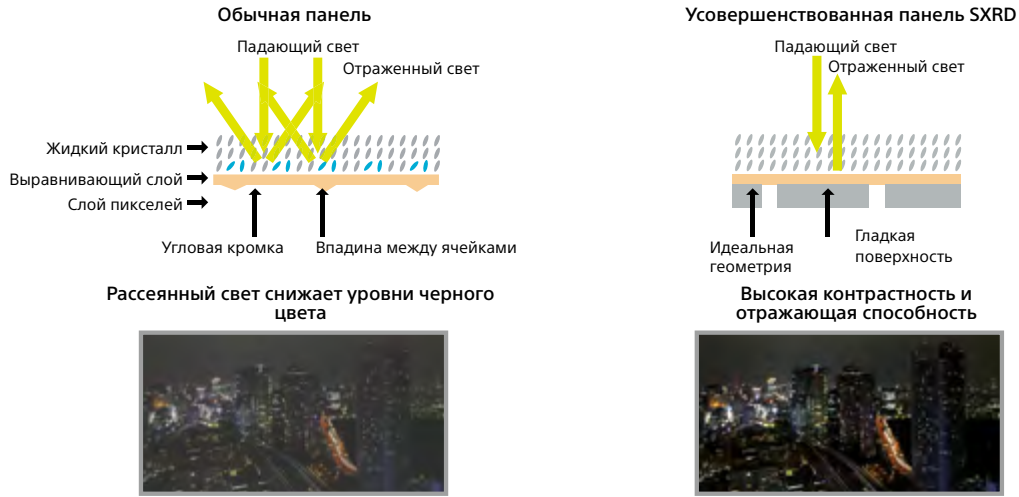 Обычная панель
Падающий свет
Отраженный свет
Жидкий кристалл
Выравнивающий слой
Слой пикселей
Угловая кромка
Впадина между ячейками
Рассеянный свет снижает уровни черного
цвета
Усовершенствованная панель SXRD
Падающий свет
Отраженный свет
Идеальная
геометрия
Гладкая
поверхность
Высокая контрастность и
отражающая способность